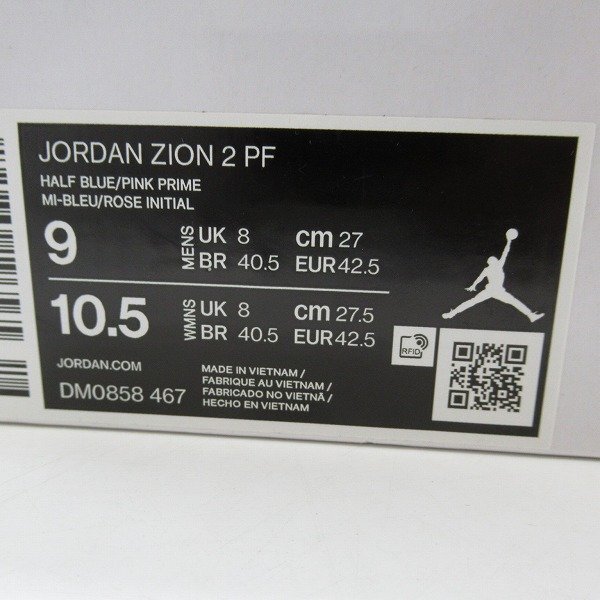 JORDAN ZION 2 PF
HALF BLUE/PINK PRIME
MI-BLEU/ROSE INITIAL
9 MENS UK 8 cm 27
BR 40.5 EUR 42.5
10.5 WMNS UK 8 cm 27.5
BR 40.5 EUR 42.5
JORDAN.COM
DM0858 467
MADE IN VIETNAM /
FABRIQUE AU VIETNAM /
FABRICADO NO VIETNÃ /
HECHO EN VIETNAM
RFID